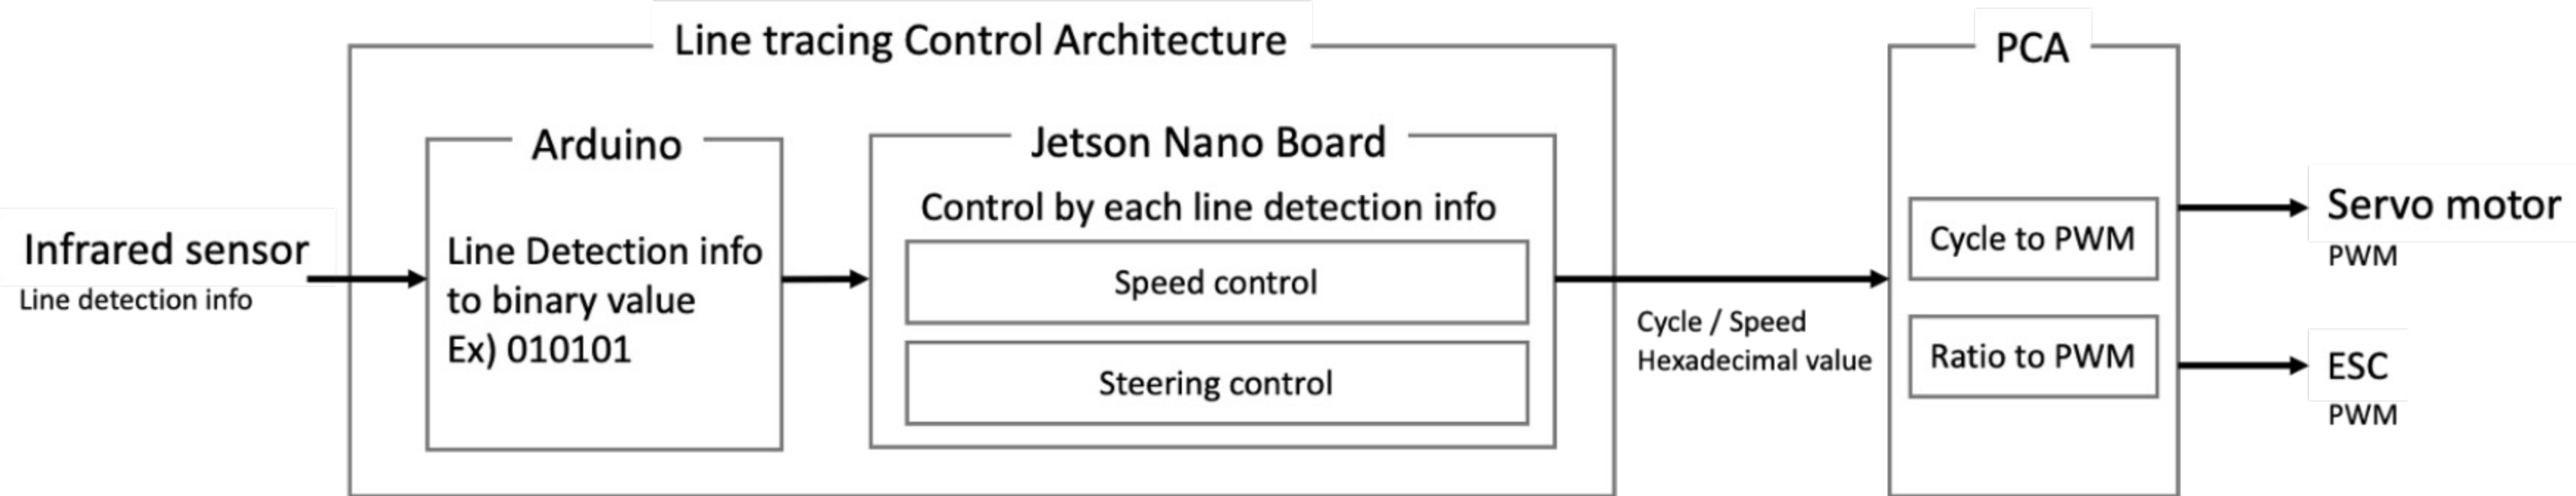 Line tracing Control Architecture
PCA
Arduino
Jetson Nano Board
Infrared sensor
Line detection info
Line Detection info
to binary value
Ex) 010101
Control by each line detection info
Speed control
Steering control
Cycle / Speed
Hexadecimal value
Cycle to PWM
Ratio to PWM
Servo motor
PWM
ESC
PWM